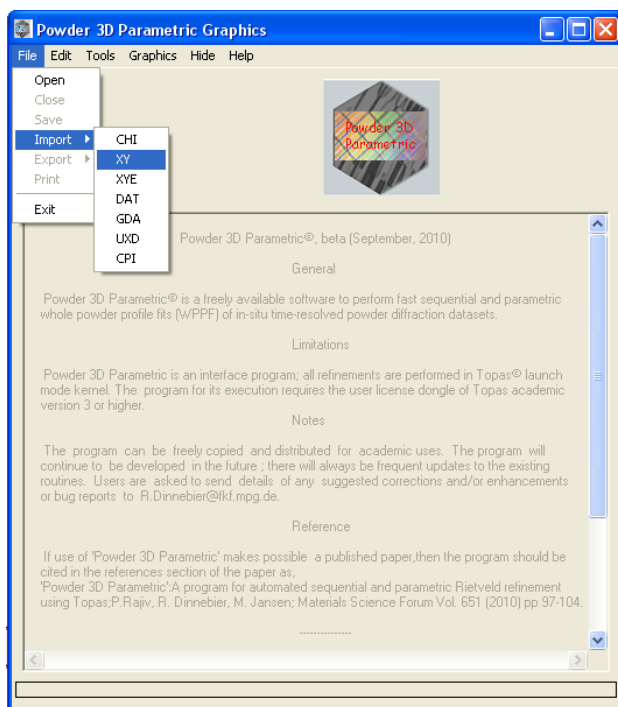 Powder 3D Parametric Graphics
File Edit Tools Graphics Hide Help
Open
Close
Save
Import
Export
Print
Exit
CHI
XY
XYE
DAT
GDA
UXD
CPI
Powder 3D
Parametric
Powder 3D Parametric©, beta (September, 2010)
General
Powder 3D Parametric© is a freely available software to perform fast sequential and parametric
whole powder profile fits (WPPF) of in-situ time-resolved powder diffraction datasets.
Limitations
Powder 3D Parametric is an interface program; all refinements are performed in Topas© launch
mode kernel. The program for its execution requires the user license dongle of Topas academic
version 3 or higher.
Notes
The program can be freely copied and distributed for academic uses. The program will
continue to be developed in the future ; there will always be frequent updates to the existing
routines. Users are asked to send details of any suggested corrections and/or enhancements
or bug reports to R.Dinnebier@fkf.mpg.de.
Reference
If use of 'Powder 3D Parametric' makes possible a published paper,then the program should be
cited in the references section of the paper as,
'Powder 3D Parametric':A program for automated sequential and parametric Rietveld refinement
using Topas;P.Rajiv, R. Dinnebier, M. Jansen; Materials Science Forum Vol. 651 (2010) pp 97-104.
---------------